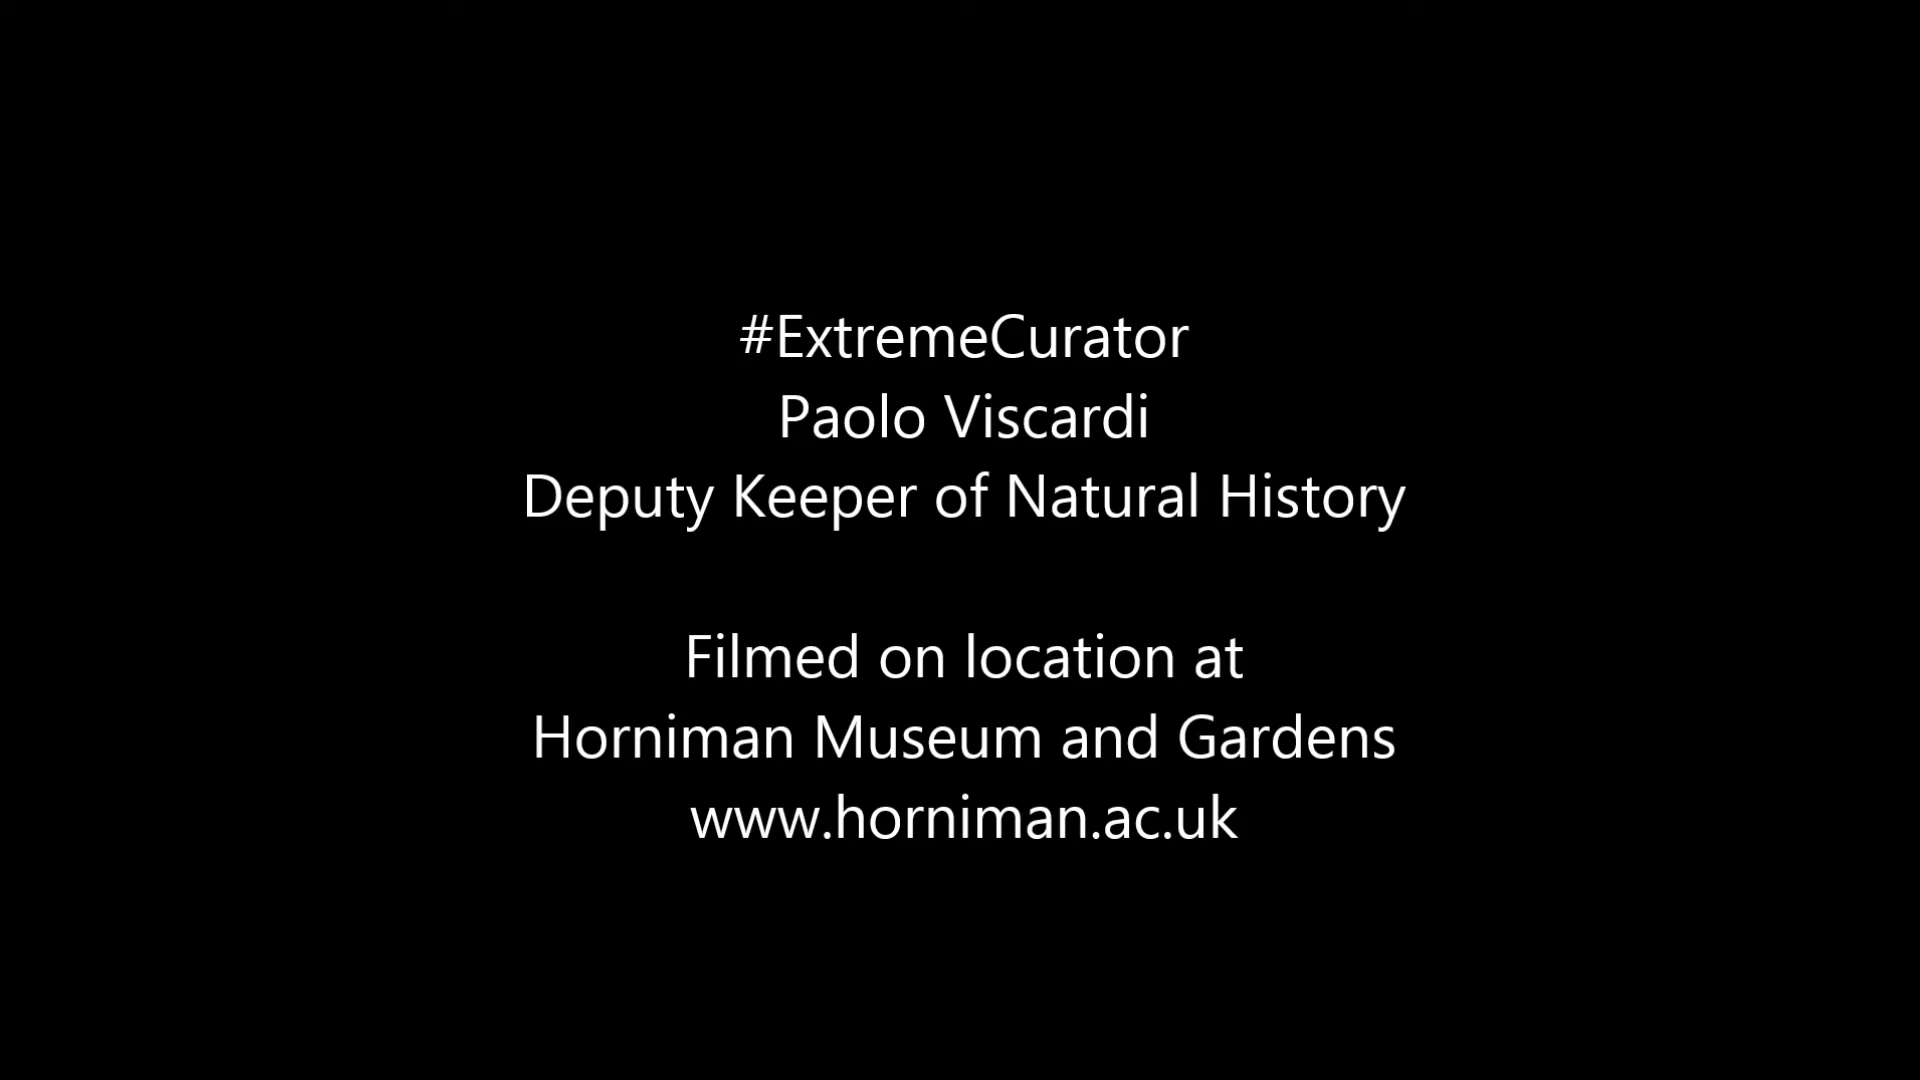 #ExtremeCurator
Paolo Viscardi
Deputy Keeper of Natural History
Filmed on location at
Horniman Museum and Gardens
www.horniman.ac.uk